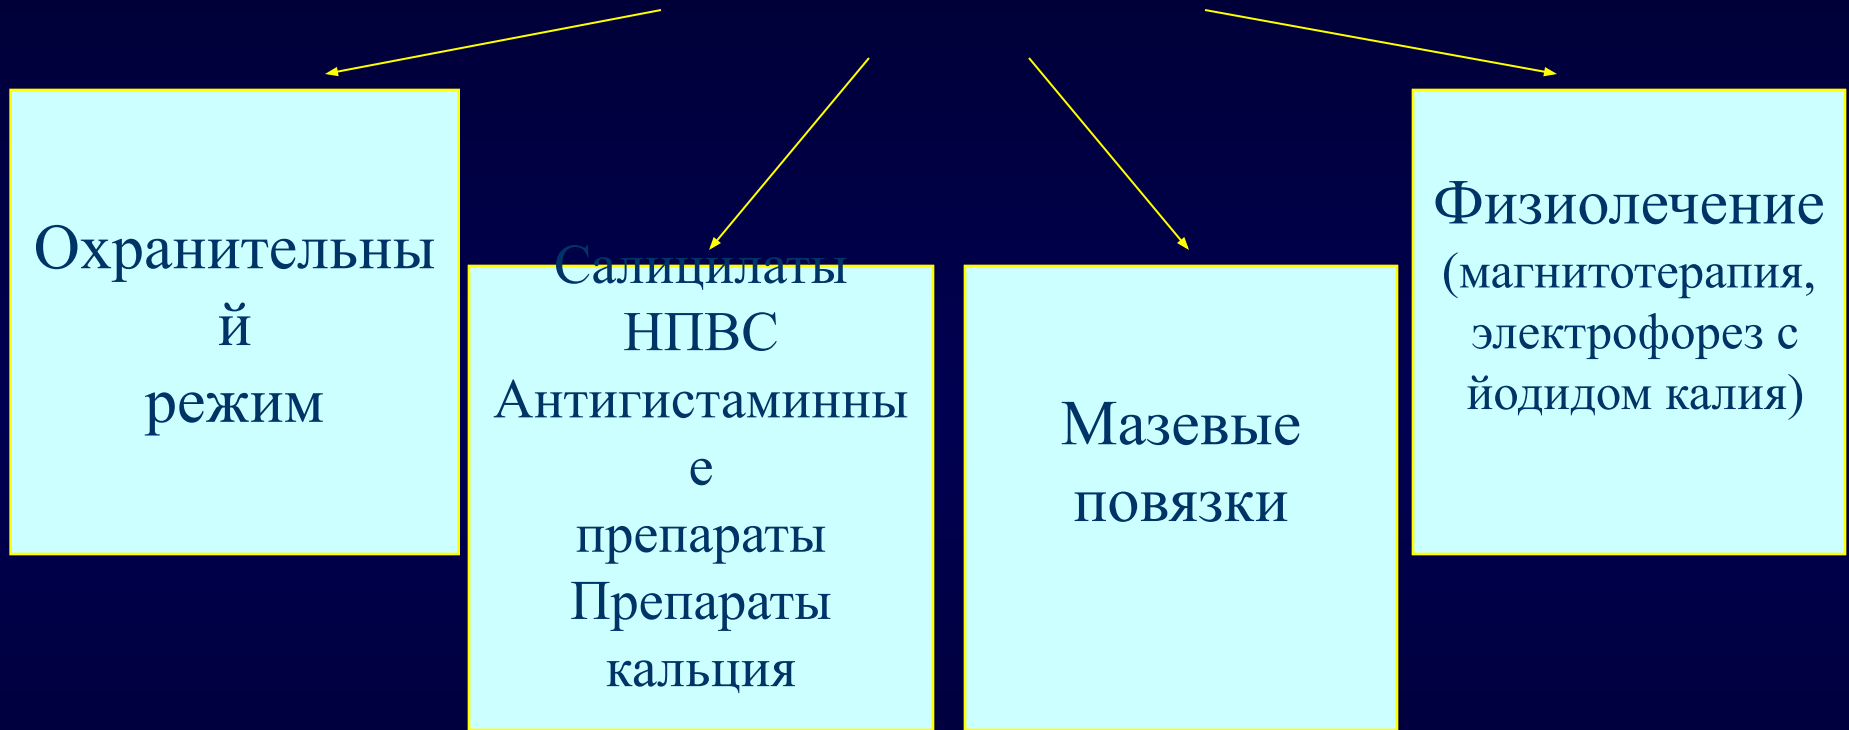 Охранительны
й
режим
Салицилаты
НПВС
Антигистаминны
е
препараты
Препараты
кальция
Мазевые
повязки
Физиолечение
(магнитотерапия,
электрофорез с
йодидом калия)